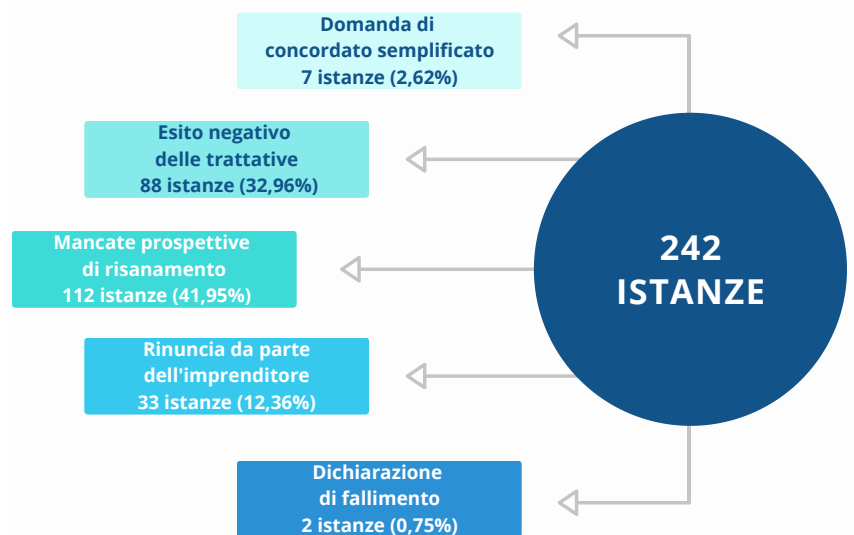 Domanda di
concordato semplificato
7 istanze (2,62%)
Esito negativo
delle trattative
88 istanze (32,96%)
Mancate prospettive
di risanamento
112 istanze (41,95%)
Rinuncia da parte
dell'imprenditore
33 istanze (12,36%)
Dichiarazione
di fallimento
2 istanze (0,75%)
242
ISTANZE